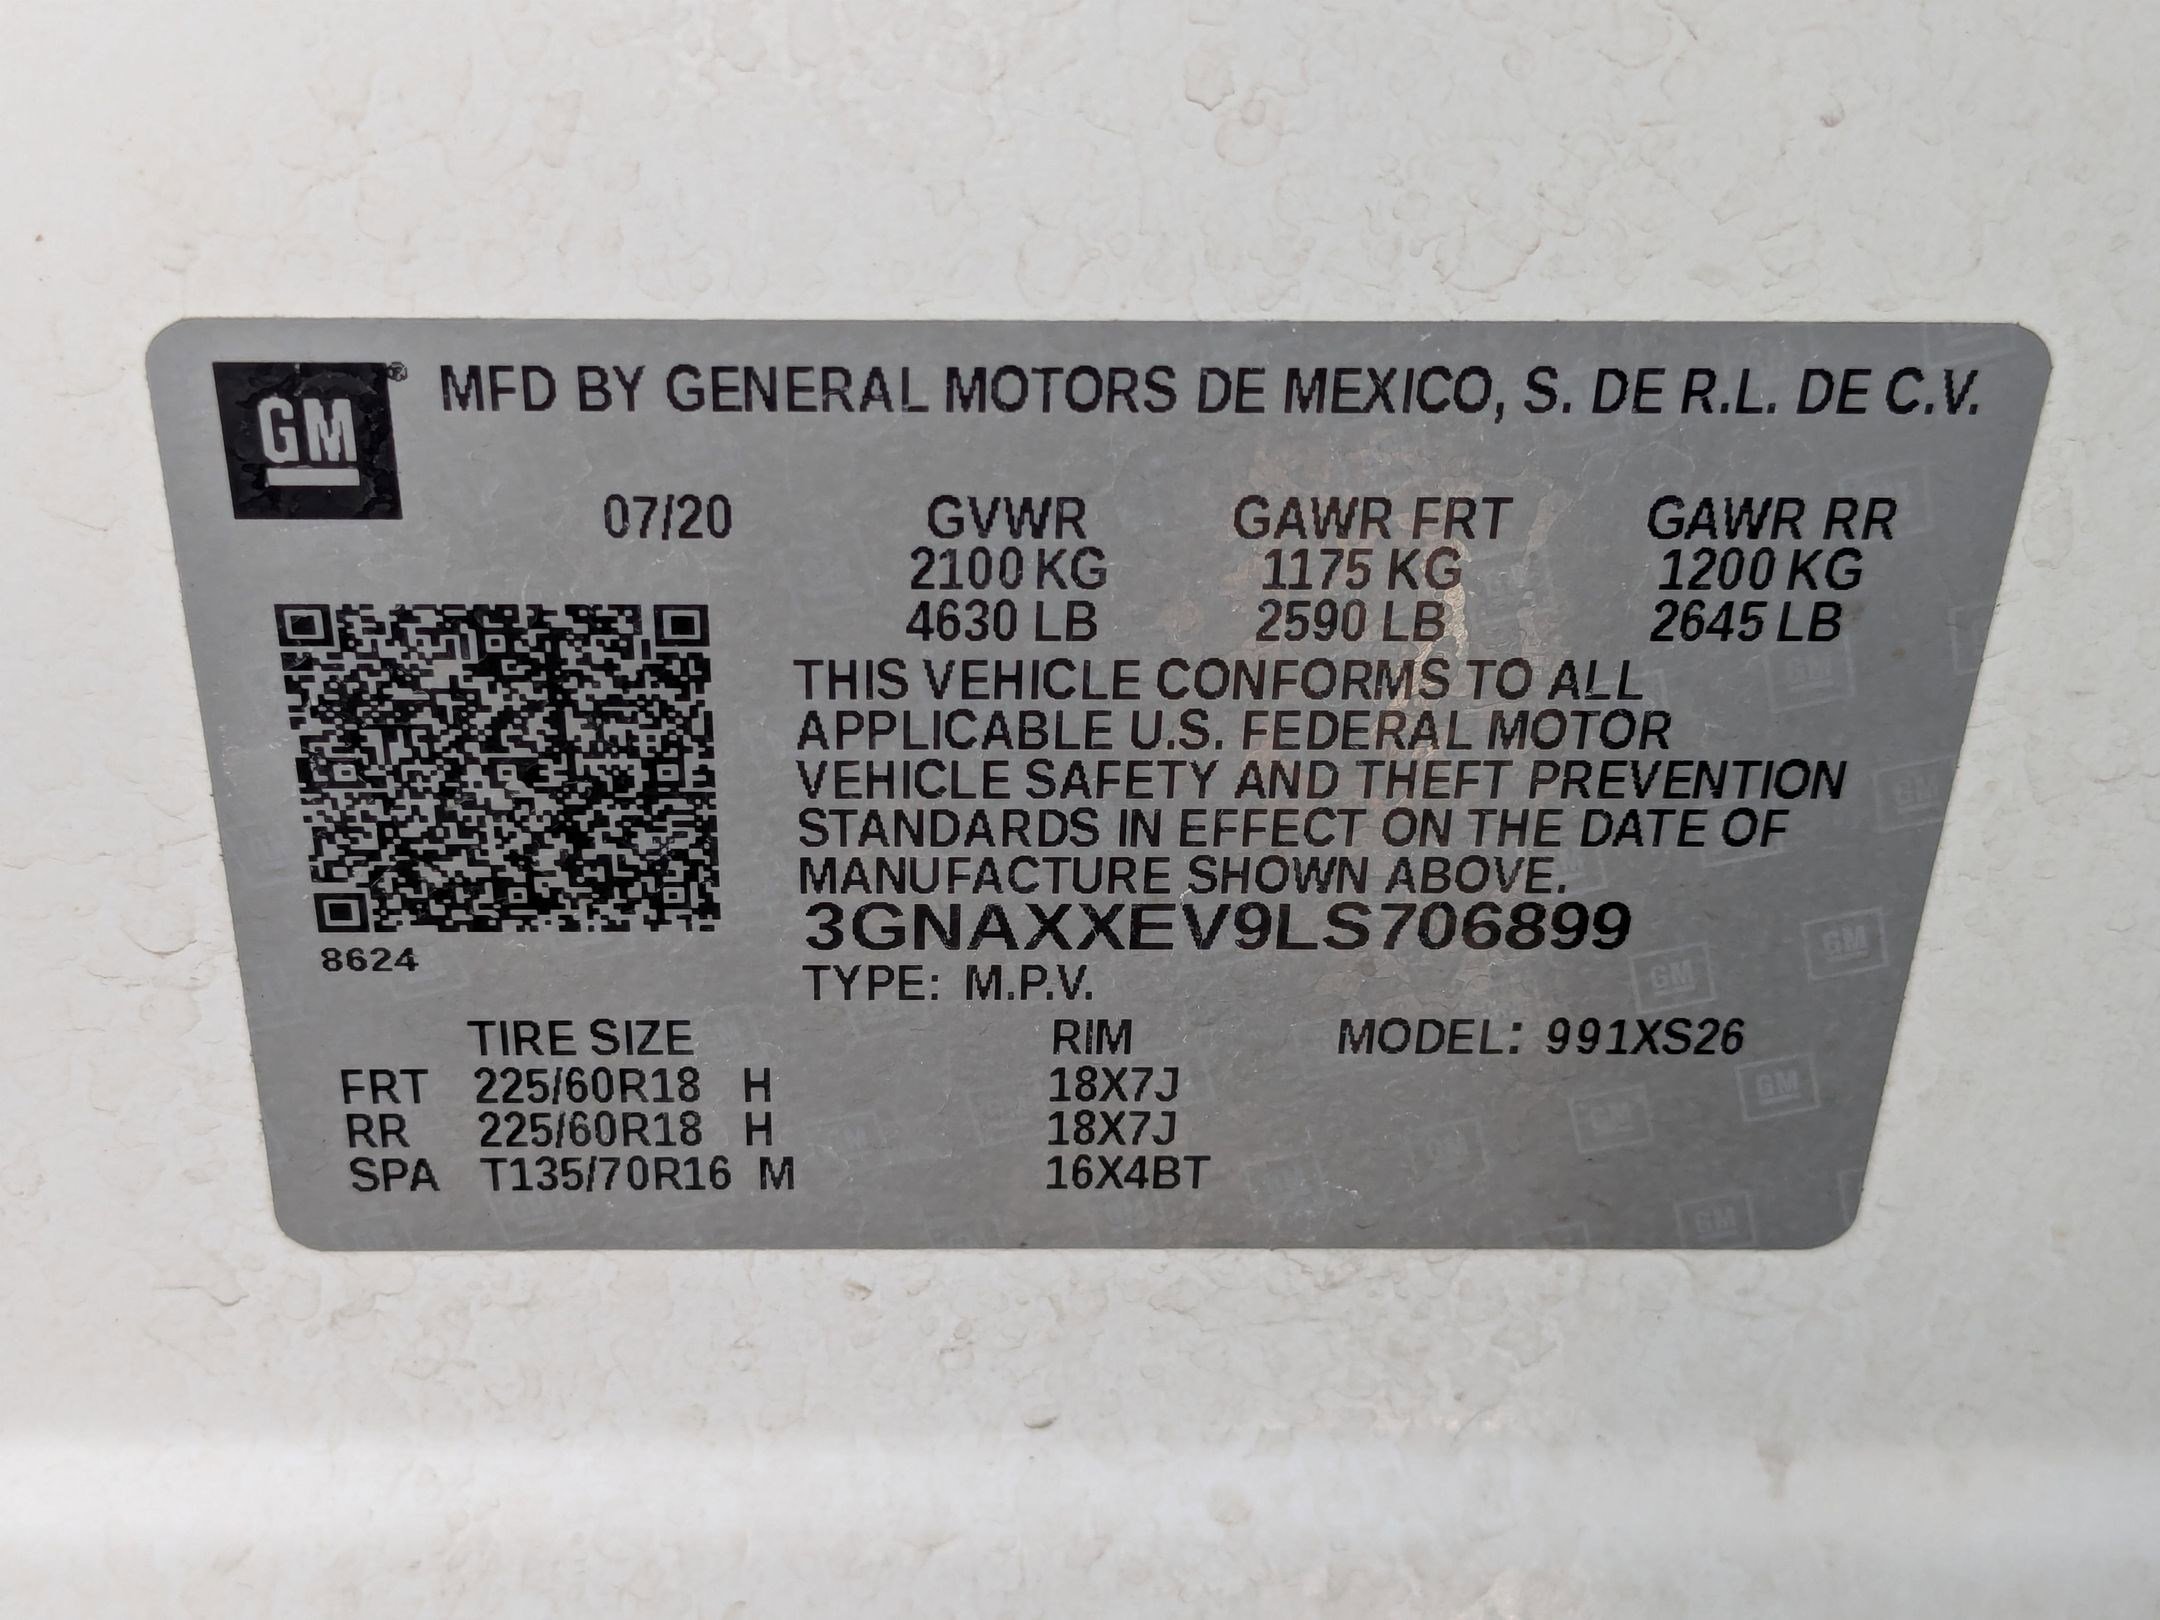 GM® MFD BY GENERAL MOTORS DE MEXICO, S. DE R.L. DE C.V.
07/20 GVWR GAWR FRT GAWR RR
2100 KG 1175 KG 1200 KG
4630 LB 2590 LB 2645 LB
THIS VEHICLE CONFORMS TO ALL
APPLICABLE U.S. FEDERAL MOTOR
VEHICLE SAFETY AND THEFT PREVENTION
STANDARDS IN EFFECT ON THE DATE OF
MANUFACTURE SHOWN ABOVE.
3GNAXXEV9LS706899
8624
TYPE: M.P.V.
TIRE SIZE RIM MODEL: 991XS26
FRT 225/60R18 H 18X7J
RR 225/60R18 H 18X7J
SPA T135/70R16 M 16X4BT